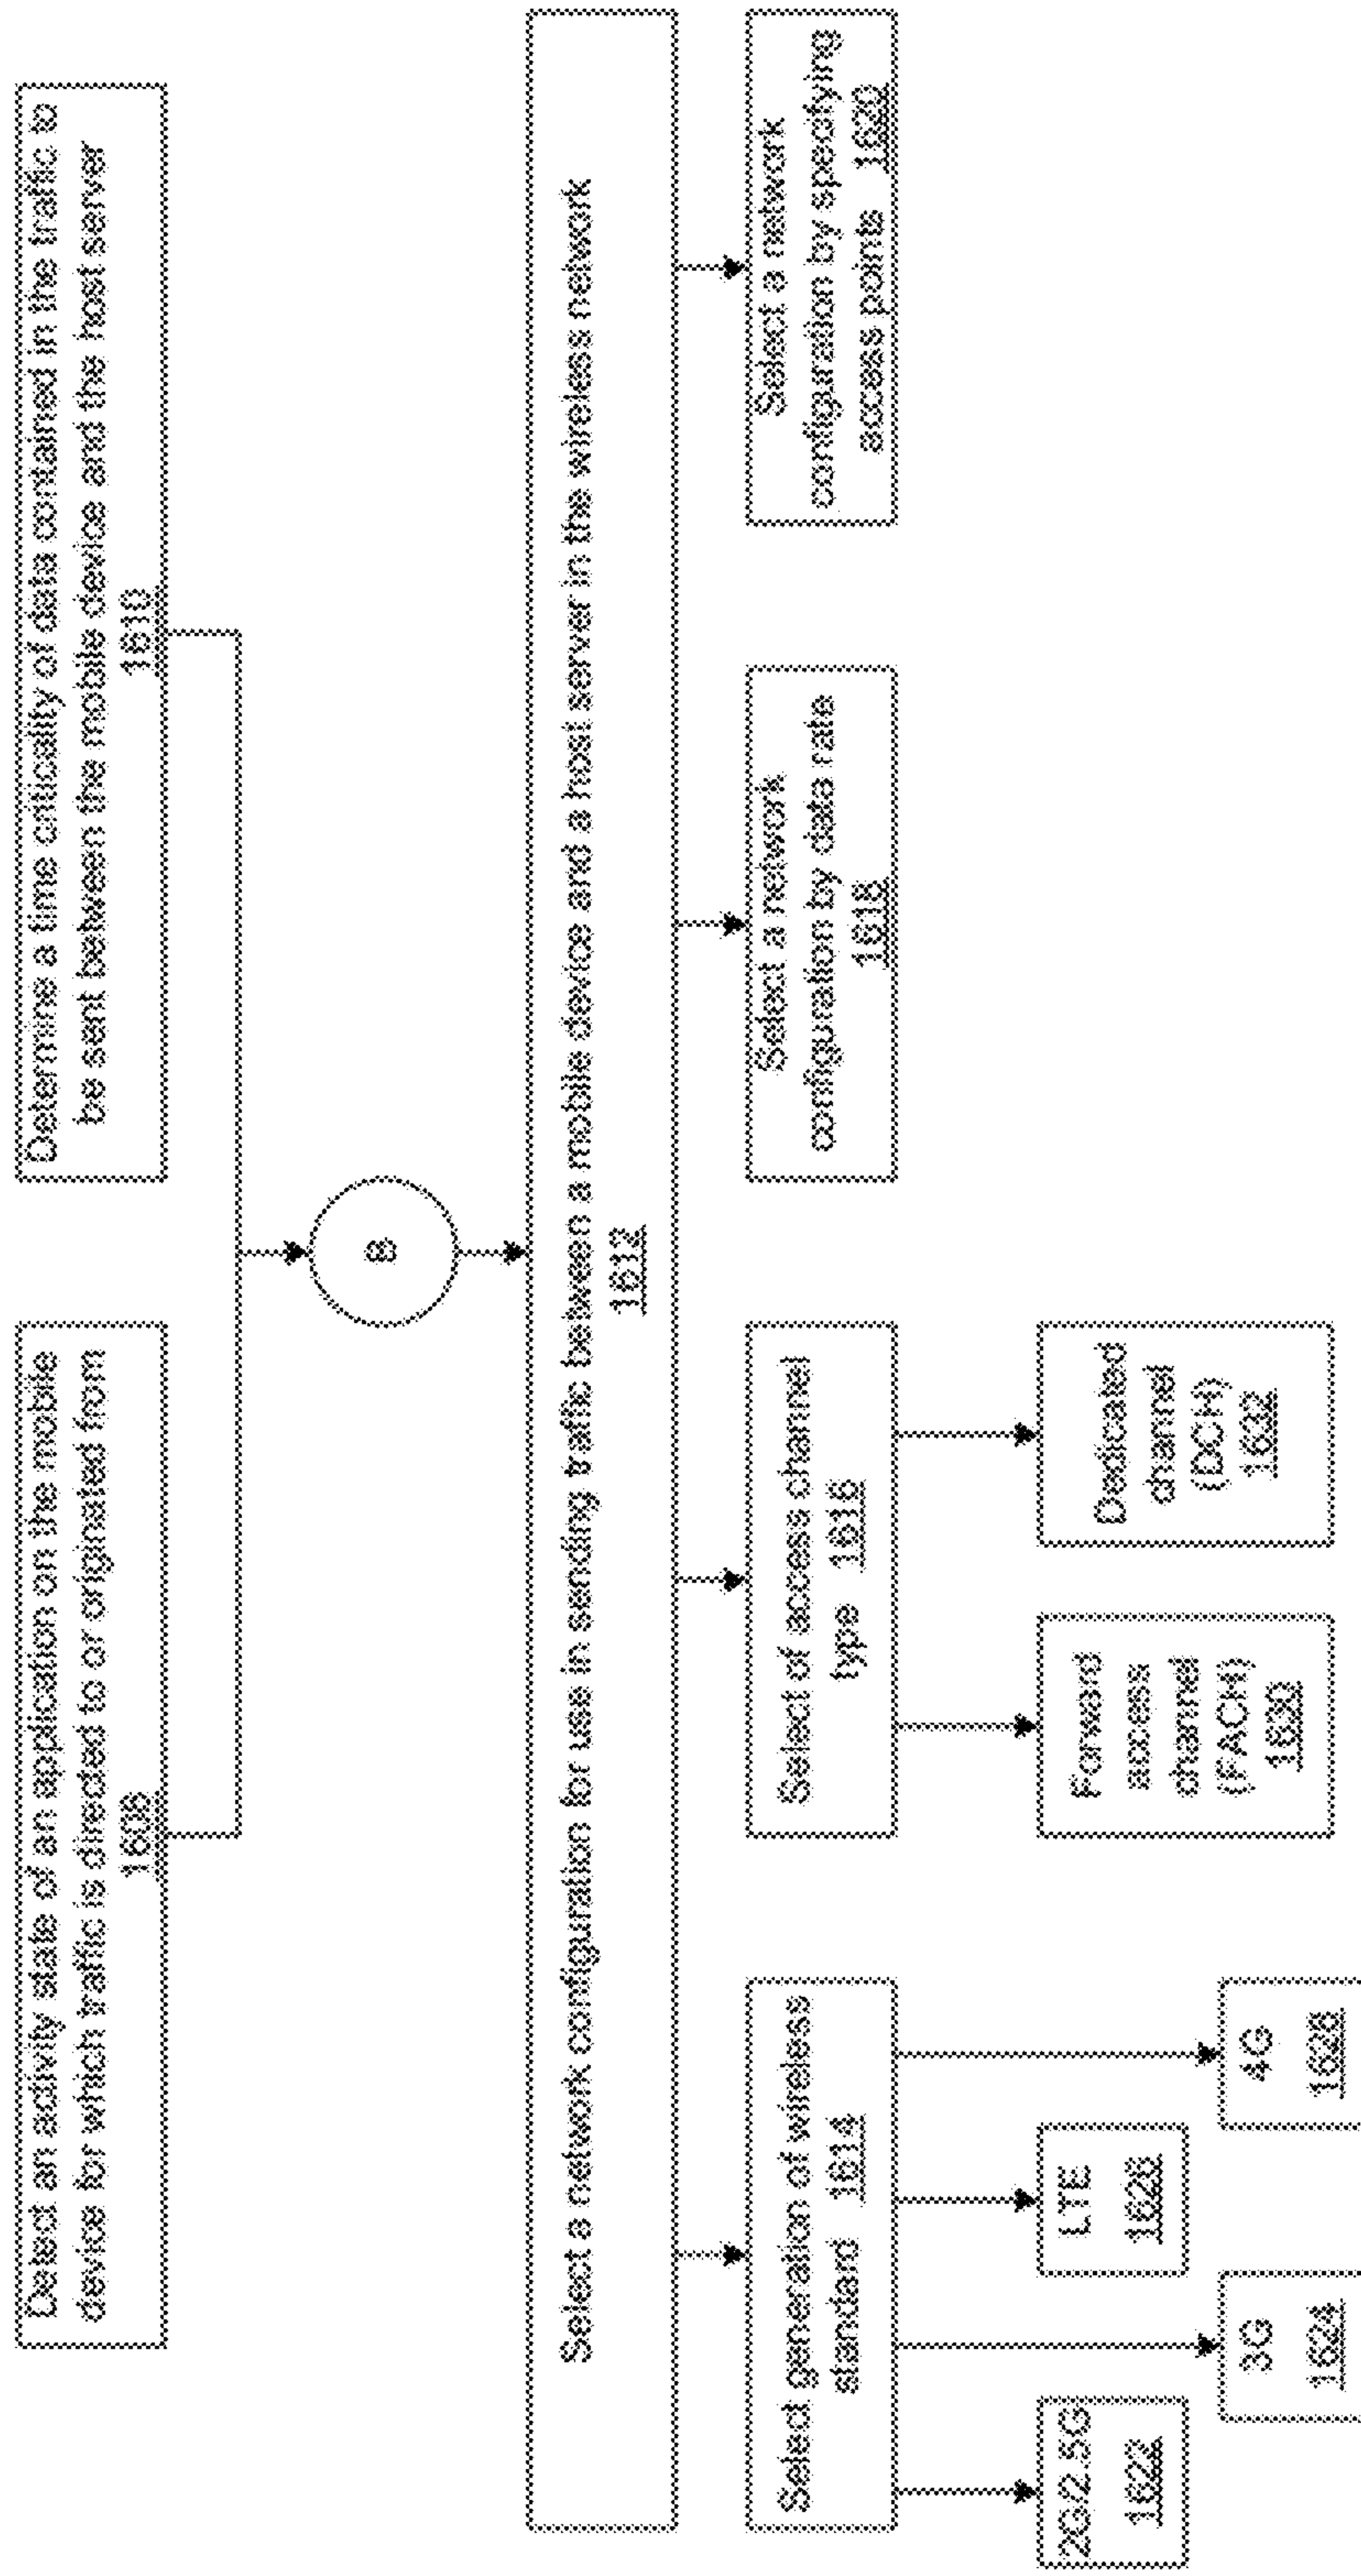 Detect an activity state of an application on the mobile
device for which traffic is directed to or originated from
1608
Determine a time criticality of data contained in the traffic to
be sent between the mobile device and the host server
1610
B
Select a network configuration for use in sending traffic between a mobile device and a host server in the wireless network
1612
Select generation of wireless
standard 1614
Select of access channel
type 1616
Select a network
configuration by data rate
1618
Select a network
configuration by specifying
access points 1620
2G/2.5G
1622
3G
1624
LTE
1626
4G
1628
Forward
access
channel
(FACH)
1630
Dedicated
channel
(DCH)
1632